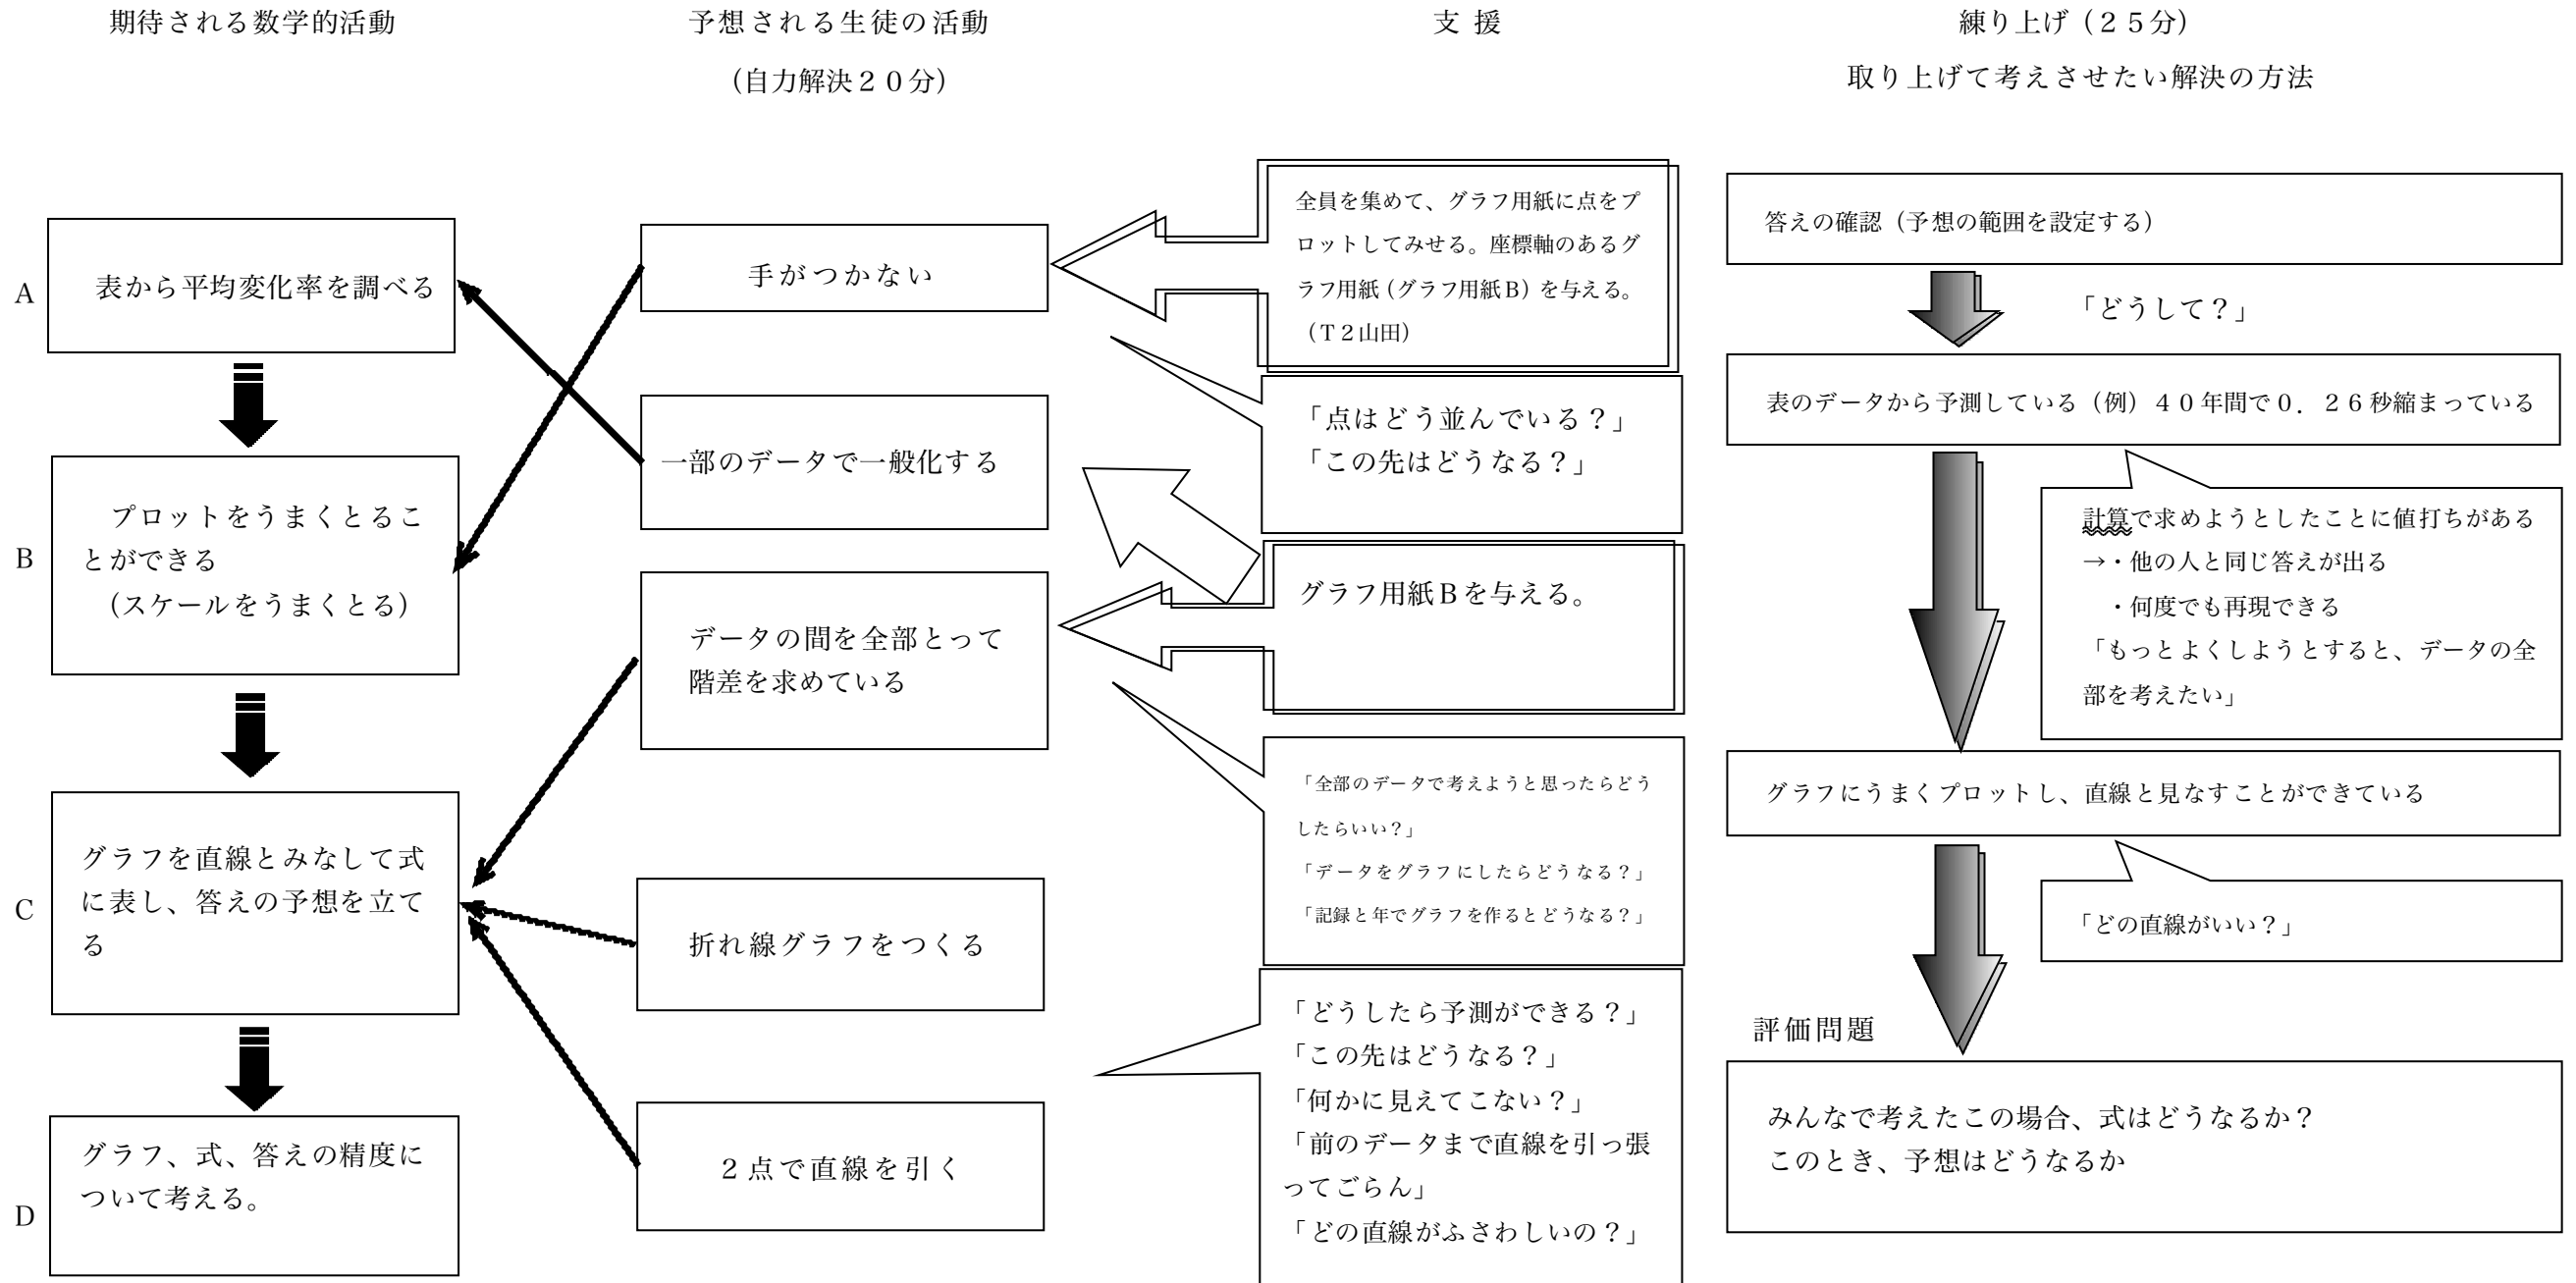 期待される数学的活動
予想される生徒の活動
（自力解決２０分）
支 援
練り上げ（２５分）
取り上げて考えさせたい解決の方法
A
表から平均変化率を調べる
B
プロットをうまくとるこ
とができる
（スケールをうまくとる）
C
グラフを直線とみなして式
に表し、答えの予想を立て
る
D
グラフ、式、答えの精度に
ついて考える。
手がつかない
一部のデータで一般化する
データの間を全部とって
階差を求めている
折れ線グラフをつくる
２点で直線を引く
全員を集めて、グラフ用紙に点をプ
ロットしてみせる。座標軸のあるグ
ラフ用紙（グラフ用紙Ｂ）を与える。
（Ｔ２山田）
「点はどう並んでいる？」
「この先はどうなる？」
グラフ用紙Ｂを与える。
「全部のデータで考えようと思ったらどう
したらいい？」
「データをグラフにしたらどうなる？」
「記録と年でグラフを作るとどうなる？」
「どうしたら予測ができる？」
「この先はどうなる？」
「何かに見えてこない？」
「前のデータまで直線を引っ張
ってごらん」
「どの直線がふさわしいの？」
答えの確認（予想の範囲を設定する）
「どうして？」
表のデータから予測している（例）４０年間で０．２６秒縮まっている
計算で求めようとしたことに値打ちがある
→・他の人と同じ答えが出る
・何度でも再現できる
「もっとよくしようとすると、データの全
部を考えたい」
グラフにうまくプロットし、直線と見なすことができている
「どの直線がいい？」
評価問題
みんなで考えたこの場合、式はどうなるか？
このとき、予想はどうなるか